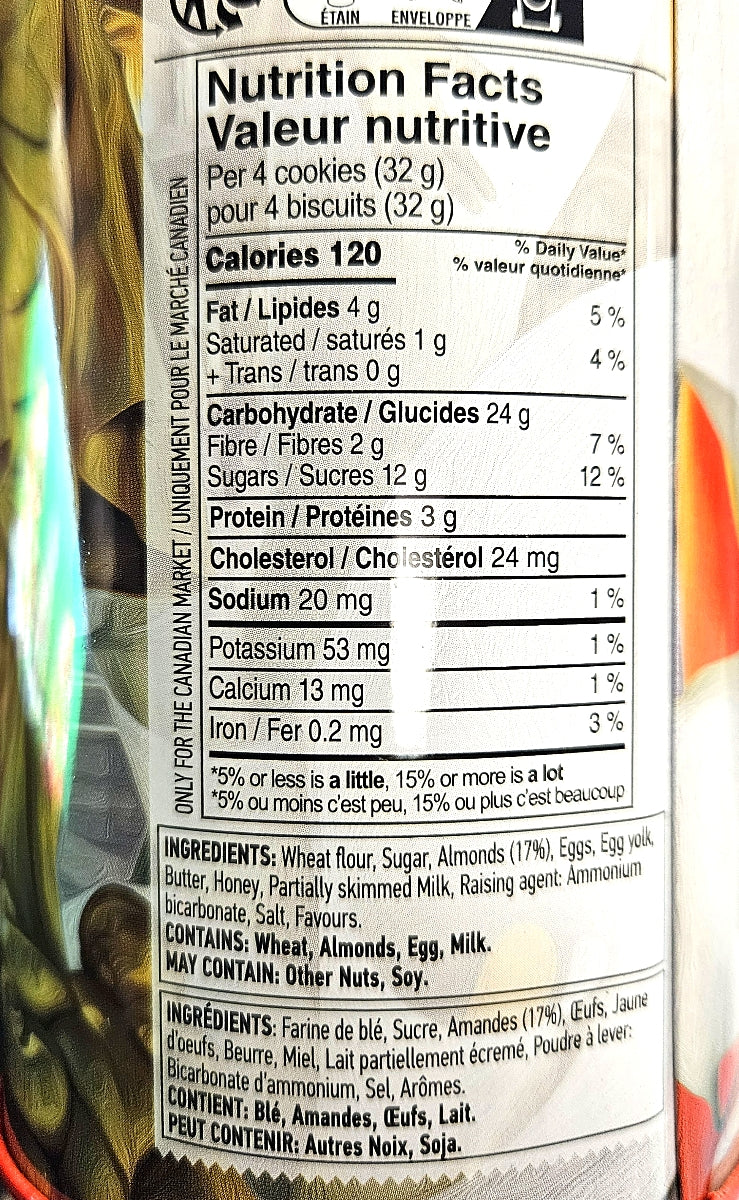 ÉTAIN ENVELOPPE
Nutrition Facts
Valeur nutritive
Per 4 cookies (32 g)
pour 4 biscuits (32 g)
Calories 120
% Daily Value*
% valeur quotidienne*
Fat / Lipides 4 g 5 %
Saturated / saturés 1 g
+ Trans / trans 0 g 4 %
Carbohydrate / Glucides 24 g
Fibre / Fibres 2 g 7 %
Sugars / Sucres 12 g 12 %
Protein / Protéines 3 g
Cholesterol / Cholestérol 24 mg
Sodium 20 mg 1 %
Potassium 53 mg 1 %
Calcium 13 mg 1 %
Iron / Fer 0.2 mg 3 %
*5% or less is a little, 15% or more is a lot
*5% ou moins c'est peu, 15% ou plus c'est beaucoup
ONLY FOR THE CANADIAN MARKET / UNIQUEMENT POUR LE MARCHÉ CANADIEN
INGREDIENTS: Wheat flour, Sugar, Almonds (17%), Eggs, Egg yolk,
Butter, Honey, Partially skimmed Milk, Raising agent: Ammonium
bicarbonate, Salt, Favours.
CONTAINS: Wheat, Almonds, Egg, Milk.
MAY CONTAIN: Other Nuts, Soy.
INGRÉDIENTS: Farine de blé, Sucre, Amandes (17%), Œufs, Jaune
d'oeufs, Beurre, Miel, Lait partiellement écremé, Poudre à lever:
Bicarbonate d'ammonium, Sel, Arômes.
CONTIENT: Blé, Amandes, Œufs, Lait.
PEUT CONTENIR: Autres Noix, Soja.